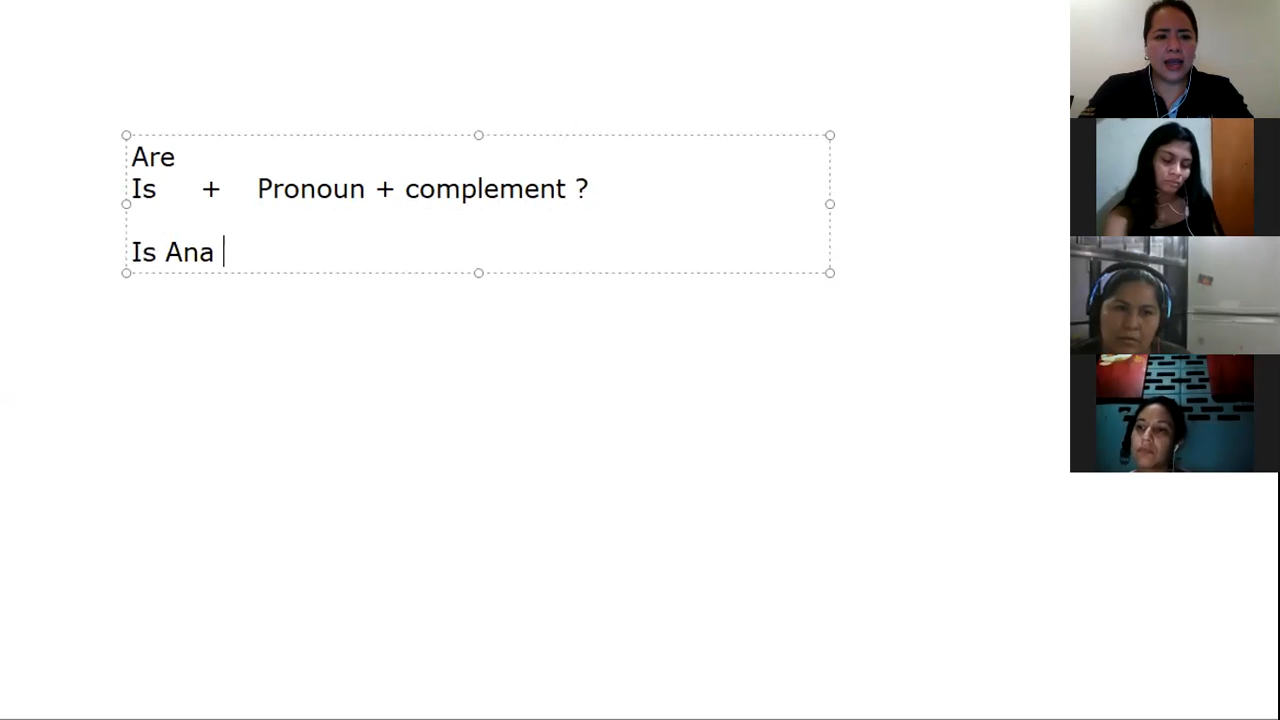 Are
Is + Pronoun + complement ?
Is Ana